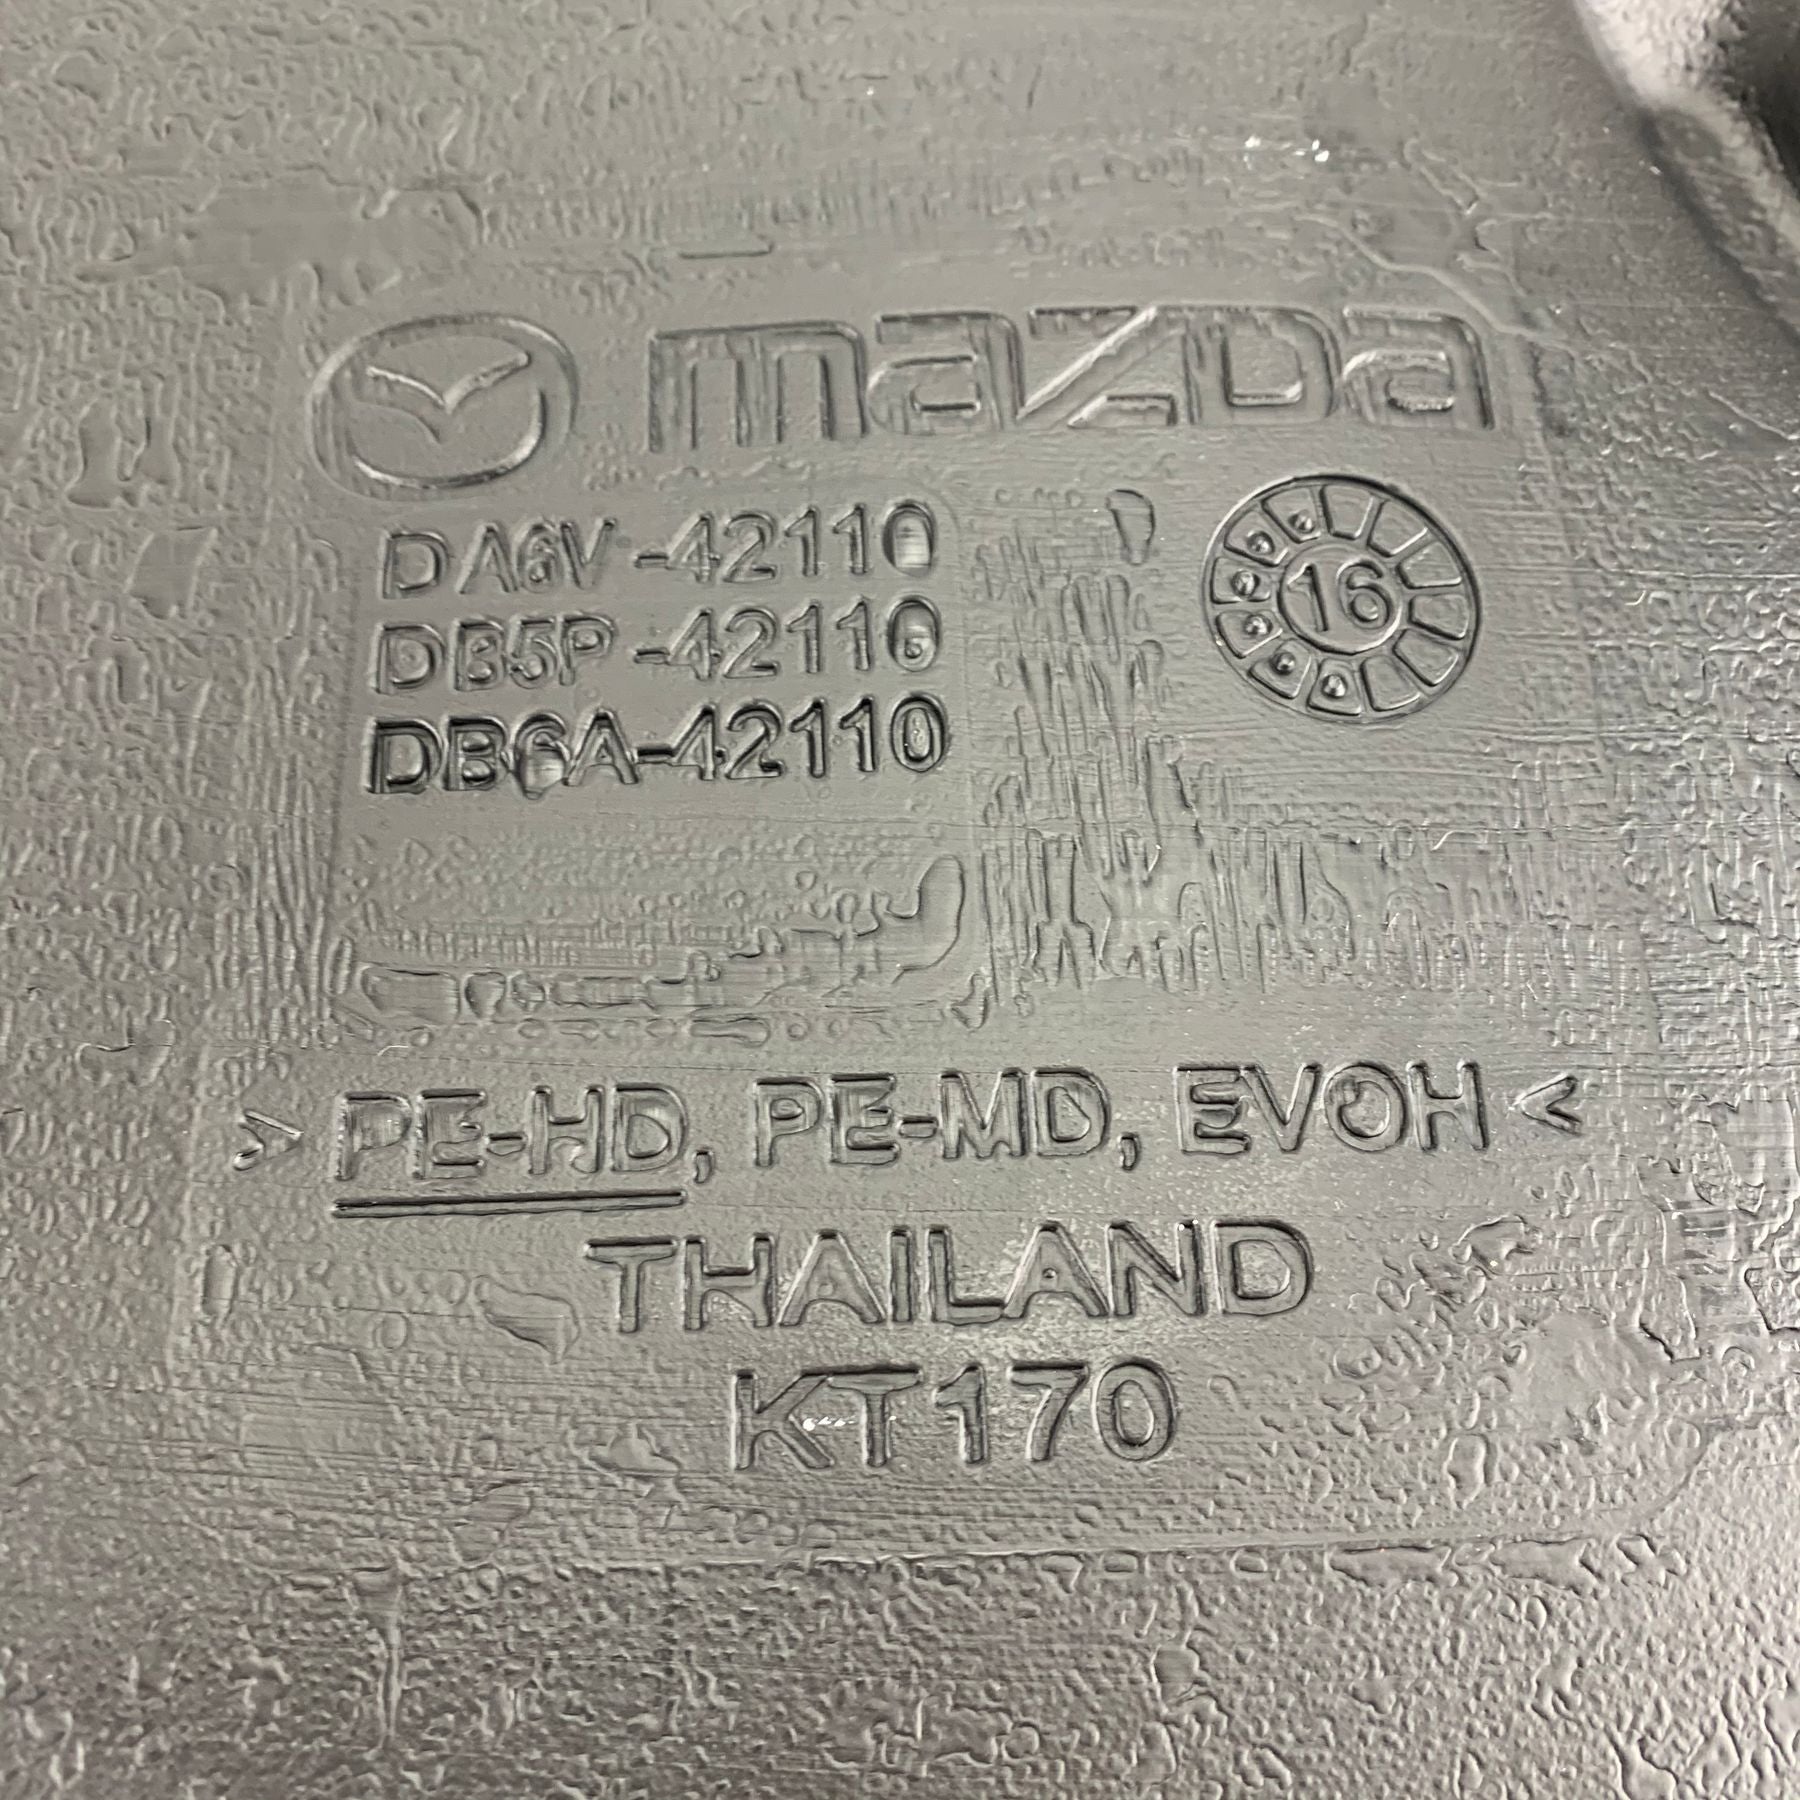 mazda
DA6V-42110
DB5P-42110
DB6A-42110
16
> PE-HD, PE-MD, EVOH <
THAILAND
KT170